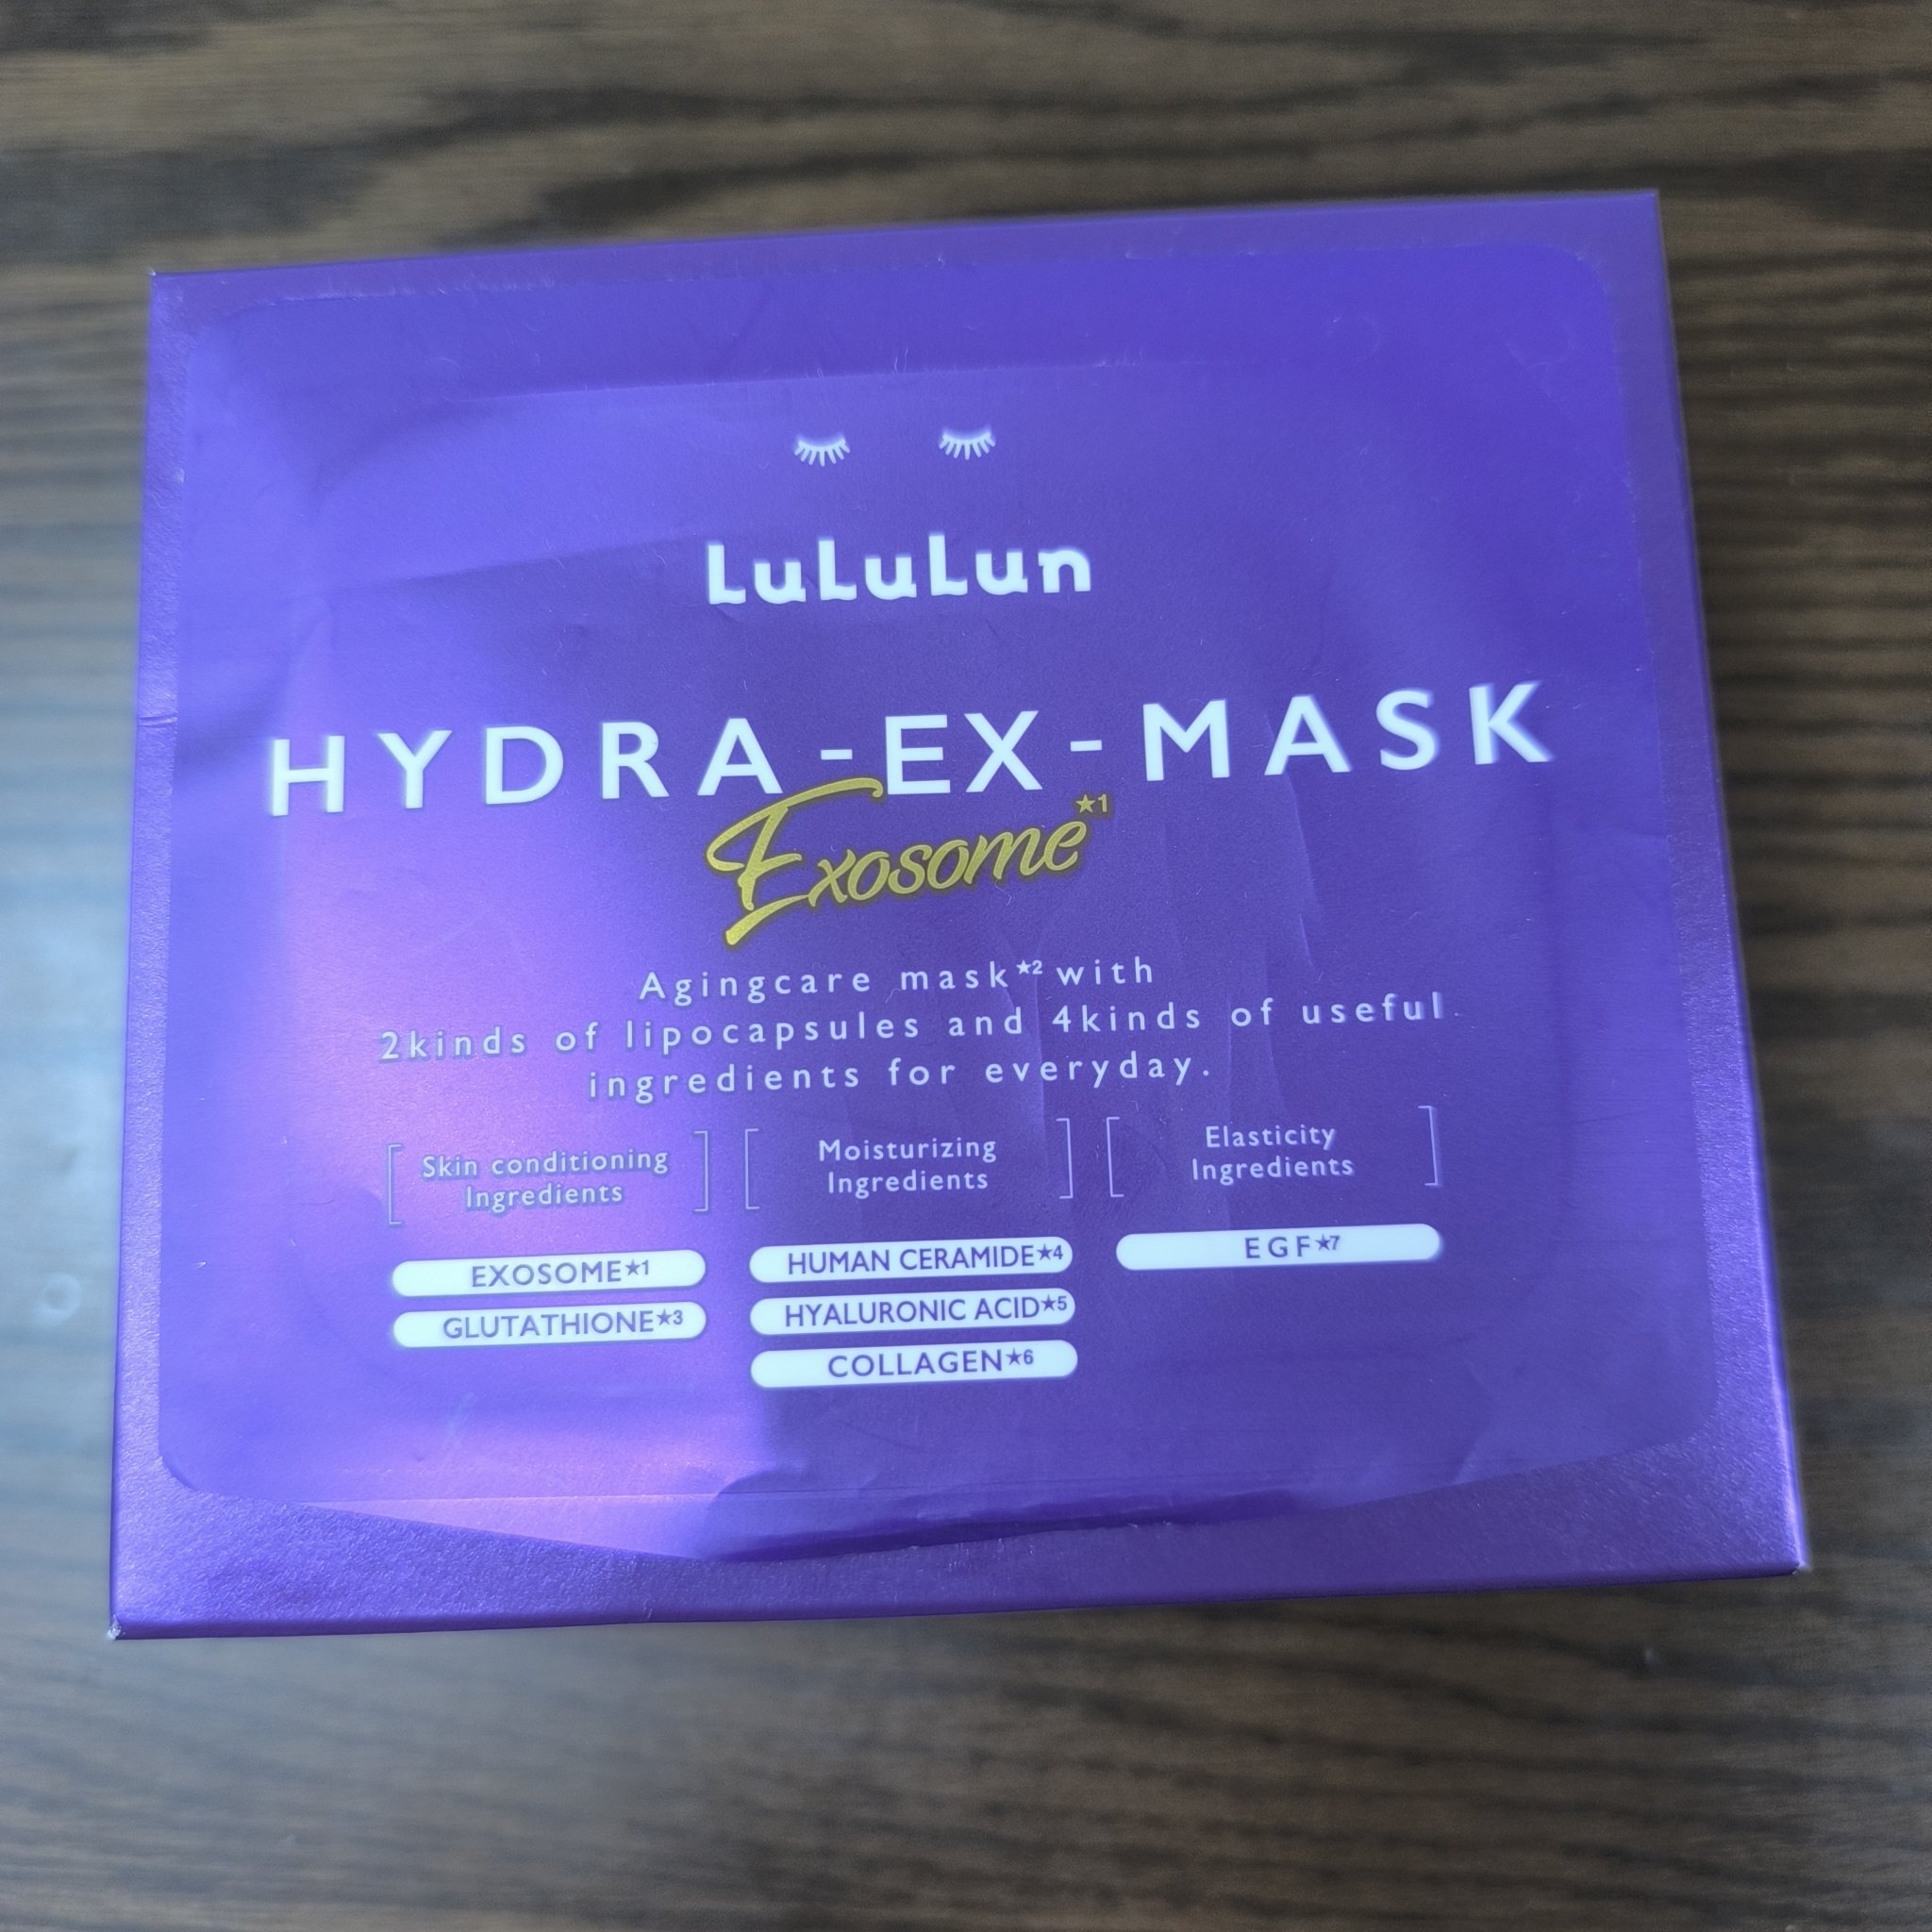 LuLuLun
HYDRA-EX-MASK
Exosome★1
Agingcare mask★2 with
2kinds of lipocapsules and 4kinds of useful
ingredients for everyday.
Skin conditioning
Ingredients
EXOSOME★1
GLUTATHIONE★3
Moisturizing
Ingredients
HUMAN CERAMIDE★4
HYALURONIC ACID★5
COLLAGEN★6
Elasticity
Ingredients
EGF★7